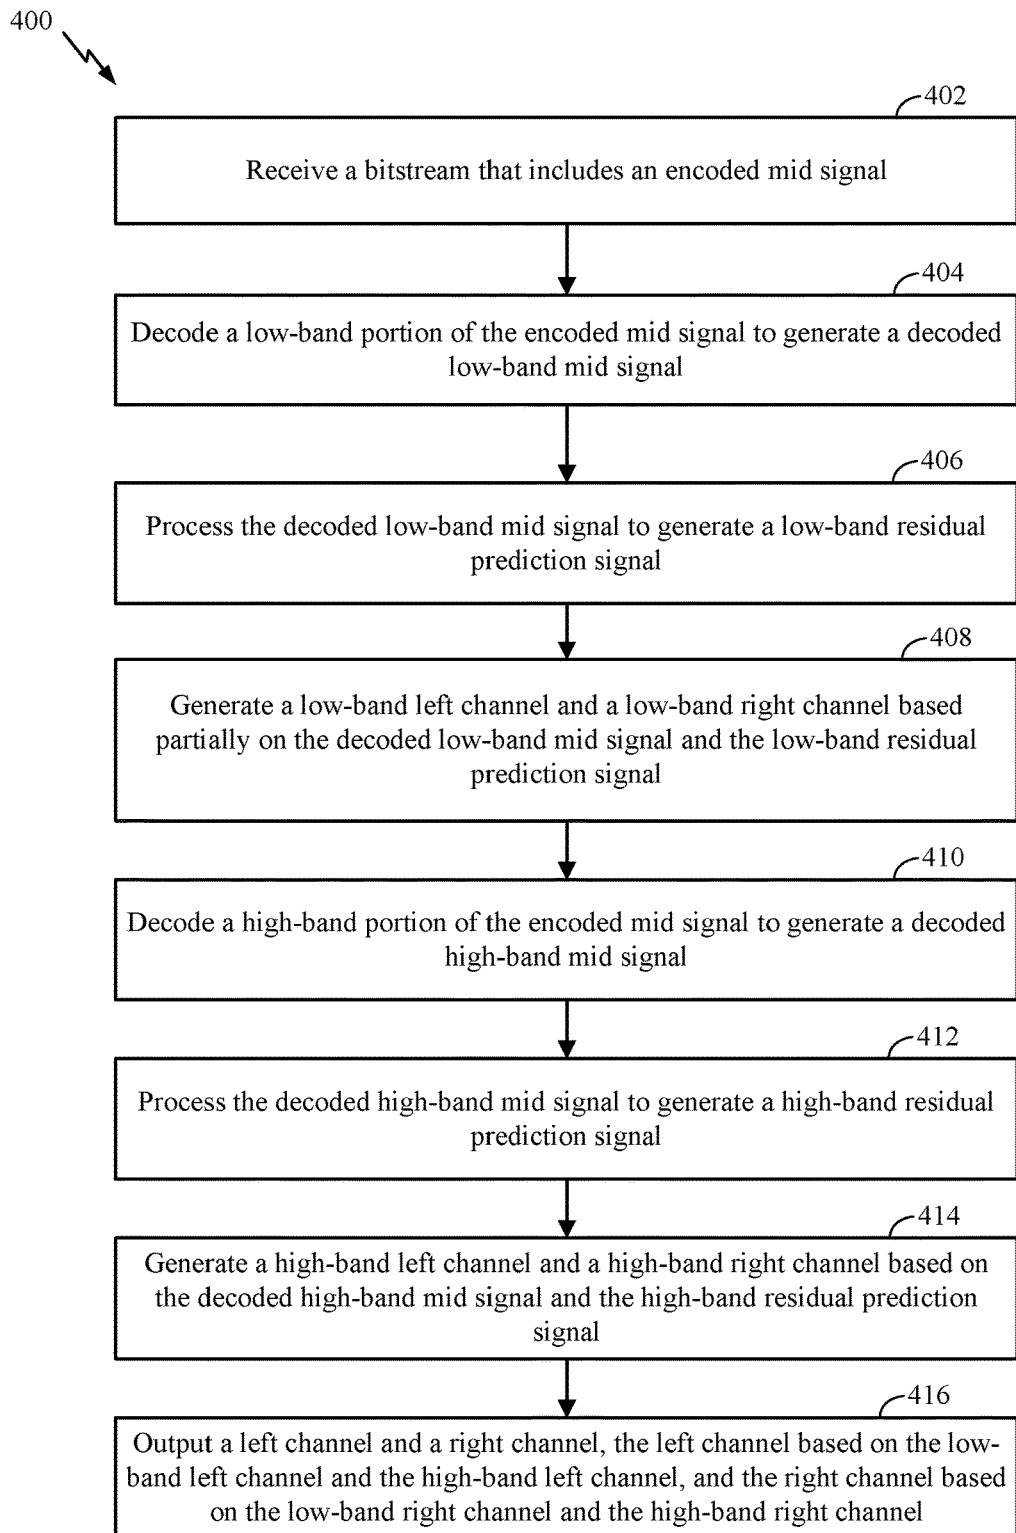 400
402
Receive a bitstream that includes an encoded mid signal
404
Decode a low-band portion of the encoded mid signal to generate a decoded
low-band mid signal
406
Process the decoded low-band mid signal to generate a low-band residual
prediction signal
408
Generate a low-band left channel and a low-band right channel based
partially on the decoded low-band mid signal and the low-band residual
prediction signal
410
Decode a high-band portion of the encoded mid signal to generate a decoded
high-band mid signal
412
Process the decoded high-band mid signal to generate a high-band residual
prediction signal
414
Generate a high-band left channel and a high-band right channel based on
the decoded high-band mid signal and the high-band residual prediction
signal
416
Output a left channel and a right channel, the left channel based on the low-
band left channel and the high-band left channel, and the right channel based
on the low-band right channel and the high-band right channel